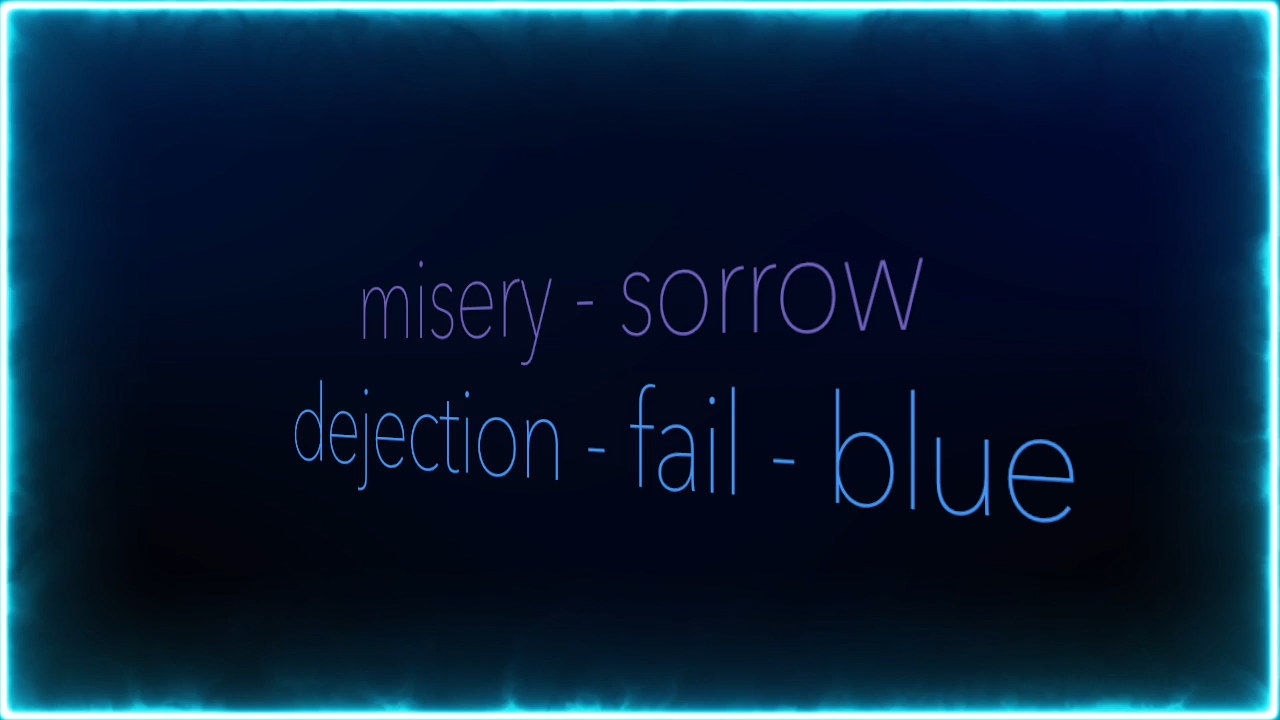 misery - sorrow
dejection - fail - blue